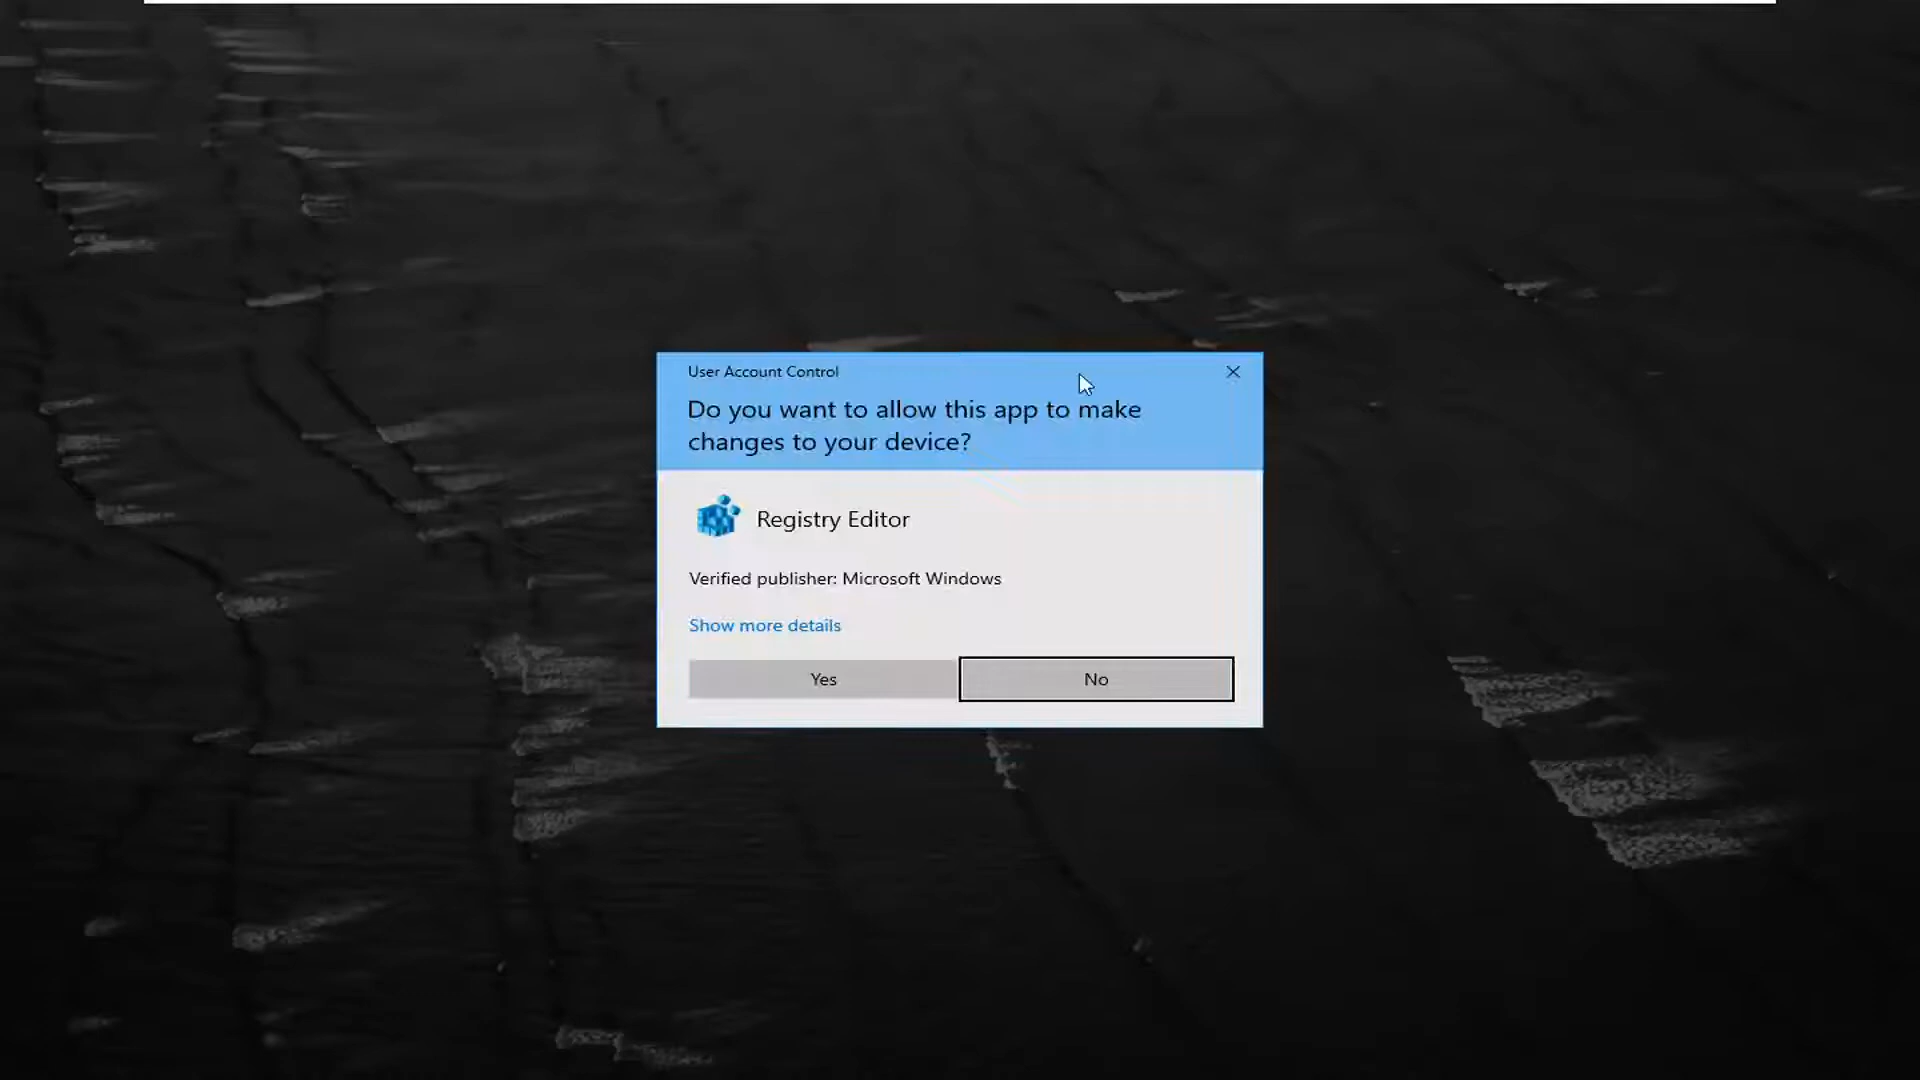 User Account Control
Do you want to allow this app to make
changes to your device?
Registry Editor
Verified publisher: Microsoft Windows
Show more details
Yes
No